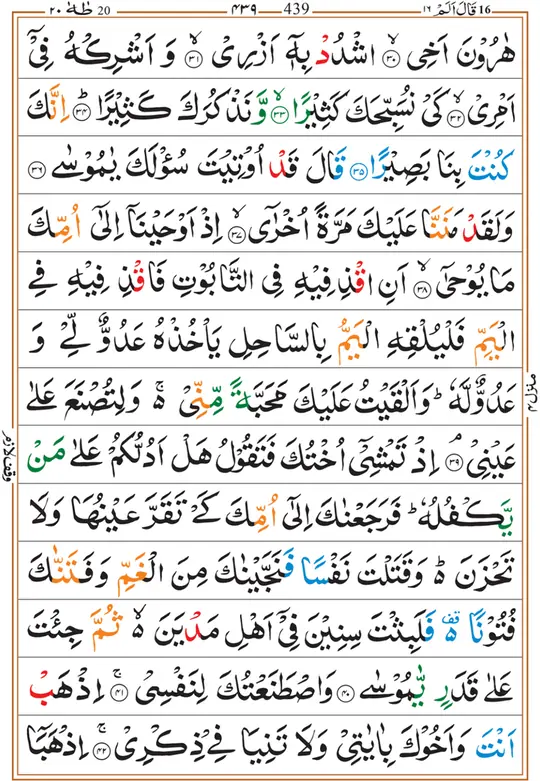 16 قَالَ اَلَمْ ١٦ 439 ٤٣٩ 20 طٰهٰ ٢٠
هٰرُوْنَ اَخِى ﴿٣٠﴾ۙ اشْدُدْ بِهٖۤ اَزْرِىْ ﴿٣١﴾ۙ وَ اَشْرِكْهُ فِىْۤ
اَمْرِىْ ﴿٣٢﴾ۙ كَىْ نُسَبِّحَكَ كَثِيْرًا ﴿٣٣﴾ۙ وَّ نَذْكُرَكَ كَثِيْرًا ﴿٣٤﴾ؕ اِنَّكَ
كُنْتَ بِنَا بَصِيْرًا ﴿٣٥﴾ قَالَ قَدْ اُوْتِيْتَ سُؤْلَكَ يٰمُوْسٰى ﴿٣٦﴾
وَلَقَدْ مَنَنَّا عَلَيْكَ مَرَّةً اُخْرٰٓى ﴿٣٧﴾ۙ اِذْ اَوْحَيْنَاۤ اِلٰٓى اُمِّكَ
مَا يُوْحٰٓى ﴿٣٨﴾ۙ اَنِ اقْذِفِيْهِ فِى التَّابُوْتِ فَاقْذِ فِيْهِ فِى
الْيَمِّ فَلْيُلْقِهِ الْيَمُّ بِالسَّاحِلِ يَاْخُذْهُ عَدُوٌّ لِّىْ وَ
عَدُوٌّ لَّهٗ ؕ وَاَلْقَيْتُ عَلَيْكَ مَحَبَّةً مِّنِّىْ ۚ۬ وَلِتُصْنَعَ عَلٰى
عَيْنِىْ ﴿٣٩﴾ۘ اِذْ تَمْشِىْۤ اُخْتُكَ فَتَقُوْلُ هَلْ اَدُلُّكُمْ عَلٰى مَنْ
يَّكْفُلُهٗ ؕ فَرَجَعْنٰكَ اِلٰٓى اُمِّكَ كَىْ تَقَرَّ عَيْنُهَا وَلَا
تَحْزَنَ ؕ۬ وَقَتَلْتَ نَفْسًا فَنَجَّيْنٰكَ مِنَ الْغَمِّ وَفَتَنّٰكَ
فُتُوْنًا ۬ قف فَلَبِثْتَ سِنِيْنَ فِىْۤ اَهْلِ مَدْيَنَ ۬ۙ ثُمَّ جِئْتَ
عَلٰى قَدَرٍ يّٰمُوْسٰى ﴿٤٠﴾ وَاصْطَنَعْتُكَ لِنَفْسِىْ ﴿٤١﴾ۚ اِذْهَبْ
اَنْتَ وَاَخُوْكَ بِاٰيٰتِىْ وَلَا تَنِيَا فِىْ ذِكْرِىْ ﴿٤٢﴾ۚ اِذْهَبَاۤ
منزل ٤
وقف لازم